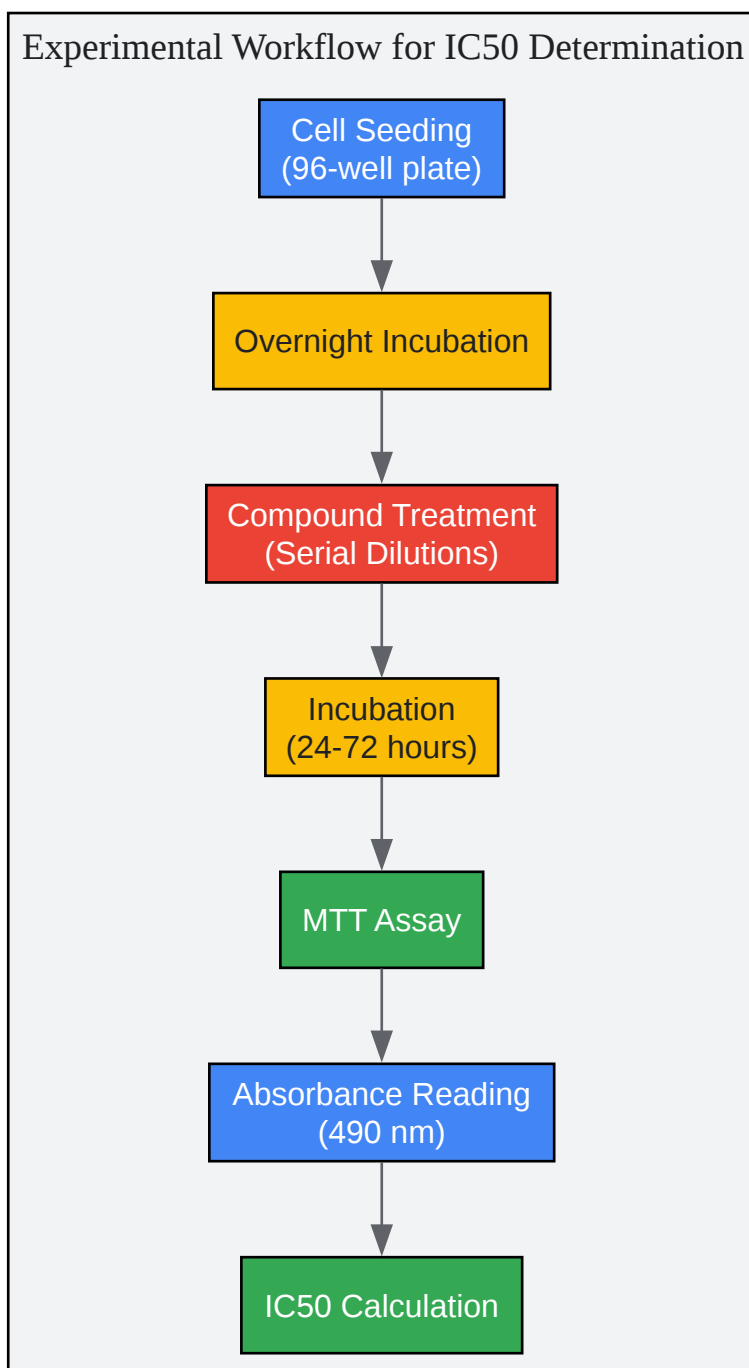 Experimental Workflow for IC50 Determination
Cell Seeding
(96-well plate)
Overnight Incubation
Compound Treatment
(Serial Dilutions)
Incubation
(24-72 hours)
MTT Assay
Absorbance Reading
(490 nm)
IC50 Calculation